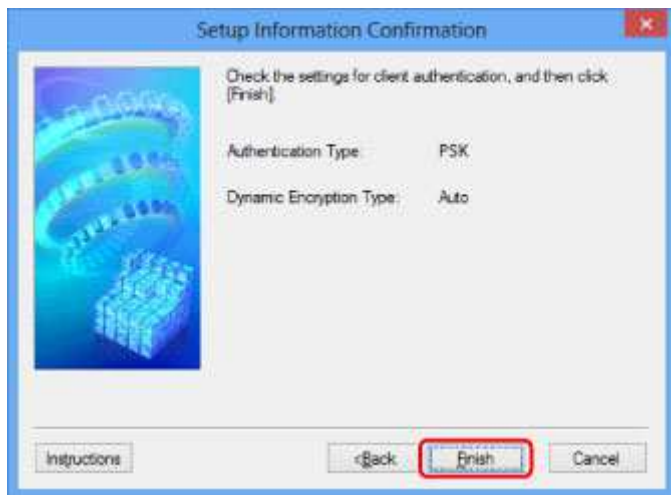 Setup Information Confirmation
Check the settings for client authentication, and then click
[Finish].
Authentication Type: PSK
Dynamic Encryption Type: Auto
Instructions
<Back
Finish
Cancel